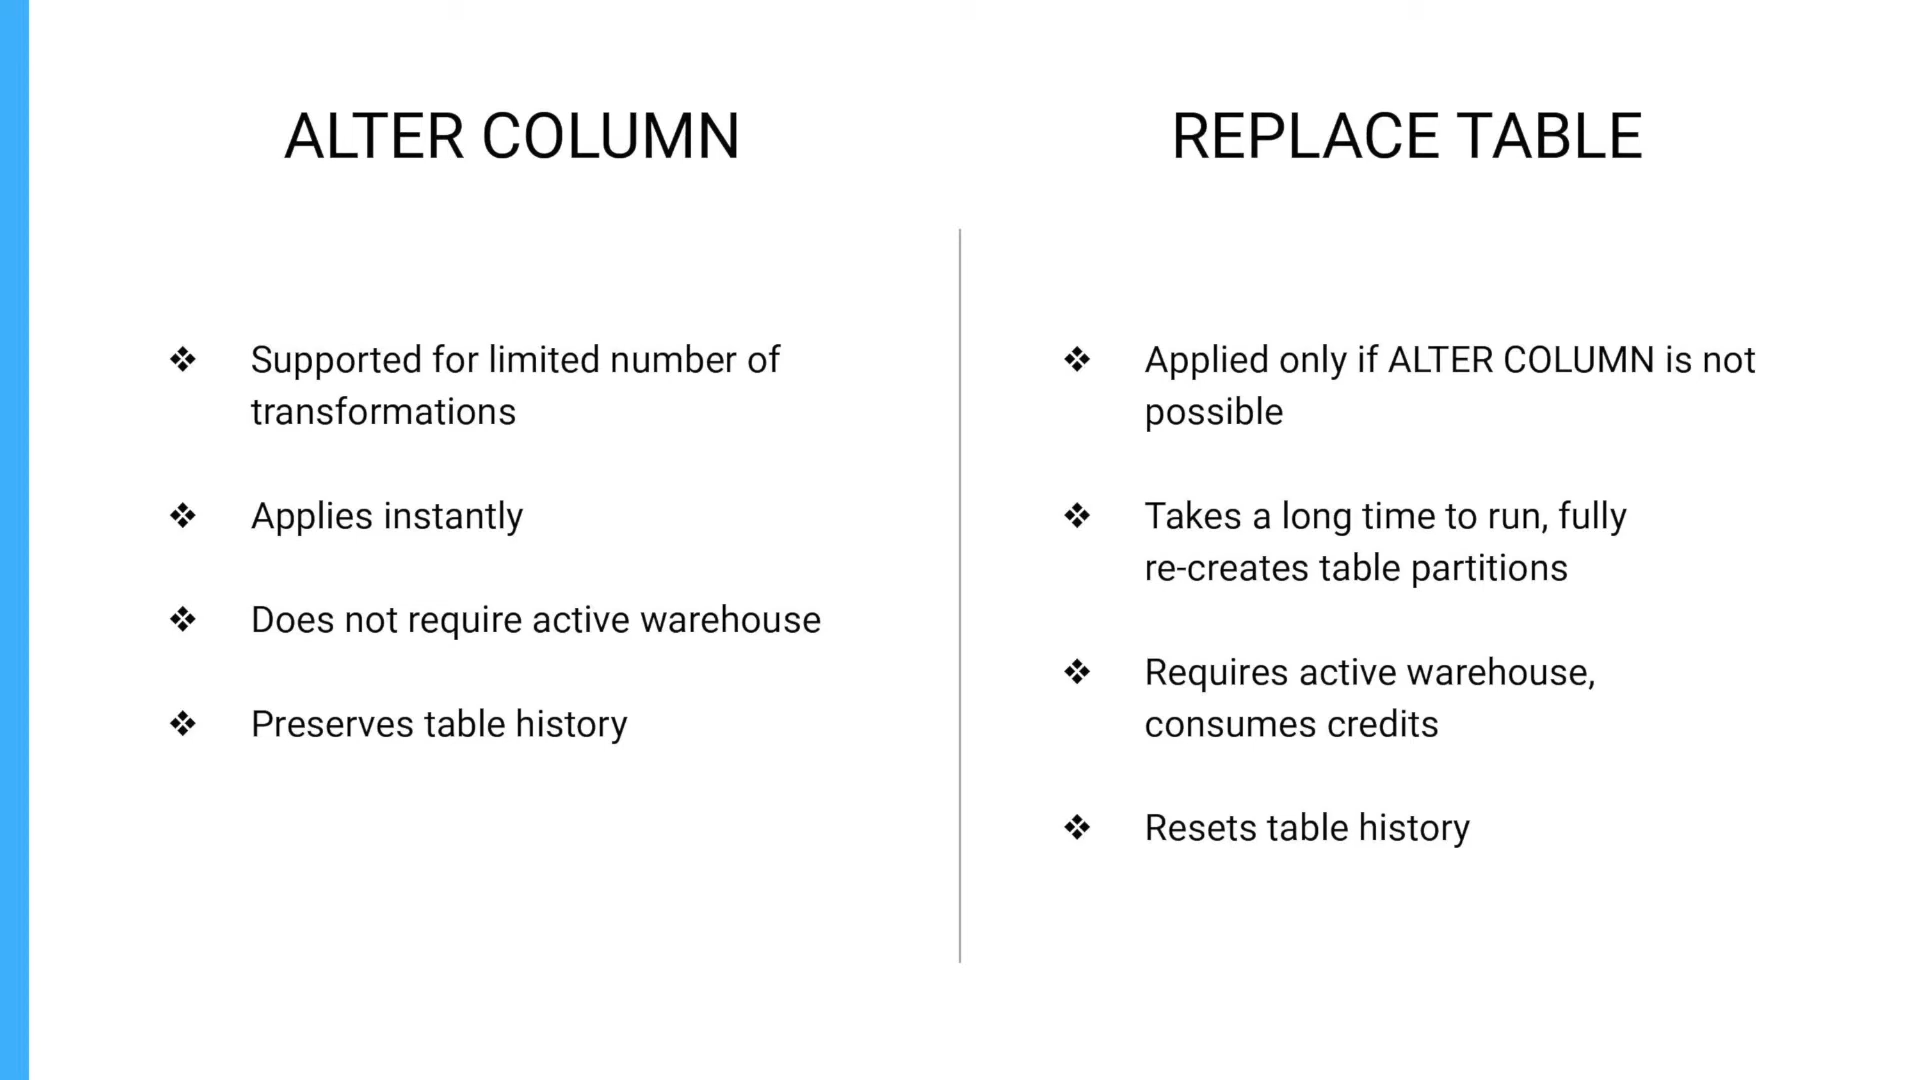 ALTER COLUMN
❖ Supported for limited number of
transformations
❖ Applies instantly
❖ Does not require active warehouse
❖ Preserves table history
REPLACE TABLE
❖ Applied only if ALTER COLUMN is not
possible
❖ Takes a long time to run, fully
re-creates table partitions
❖ Requires active warehouse,
consumes credits
❖ Resets table history